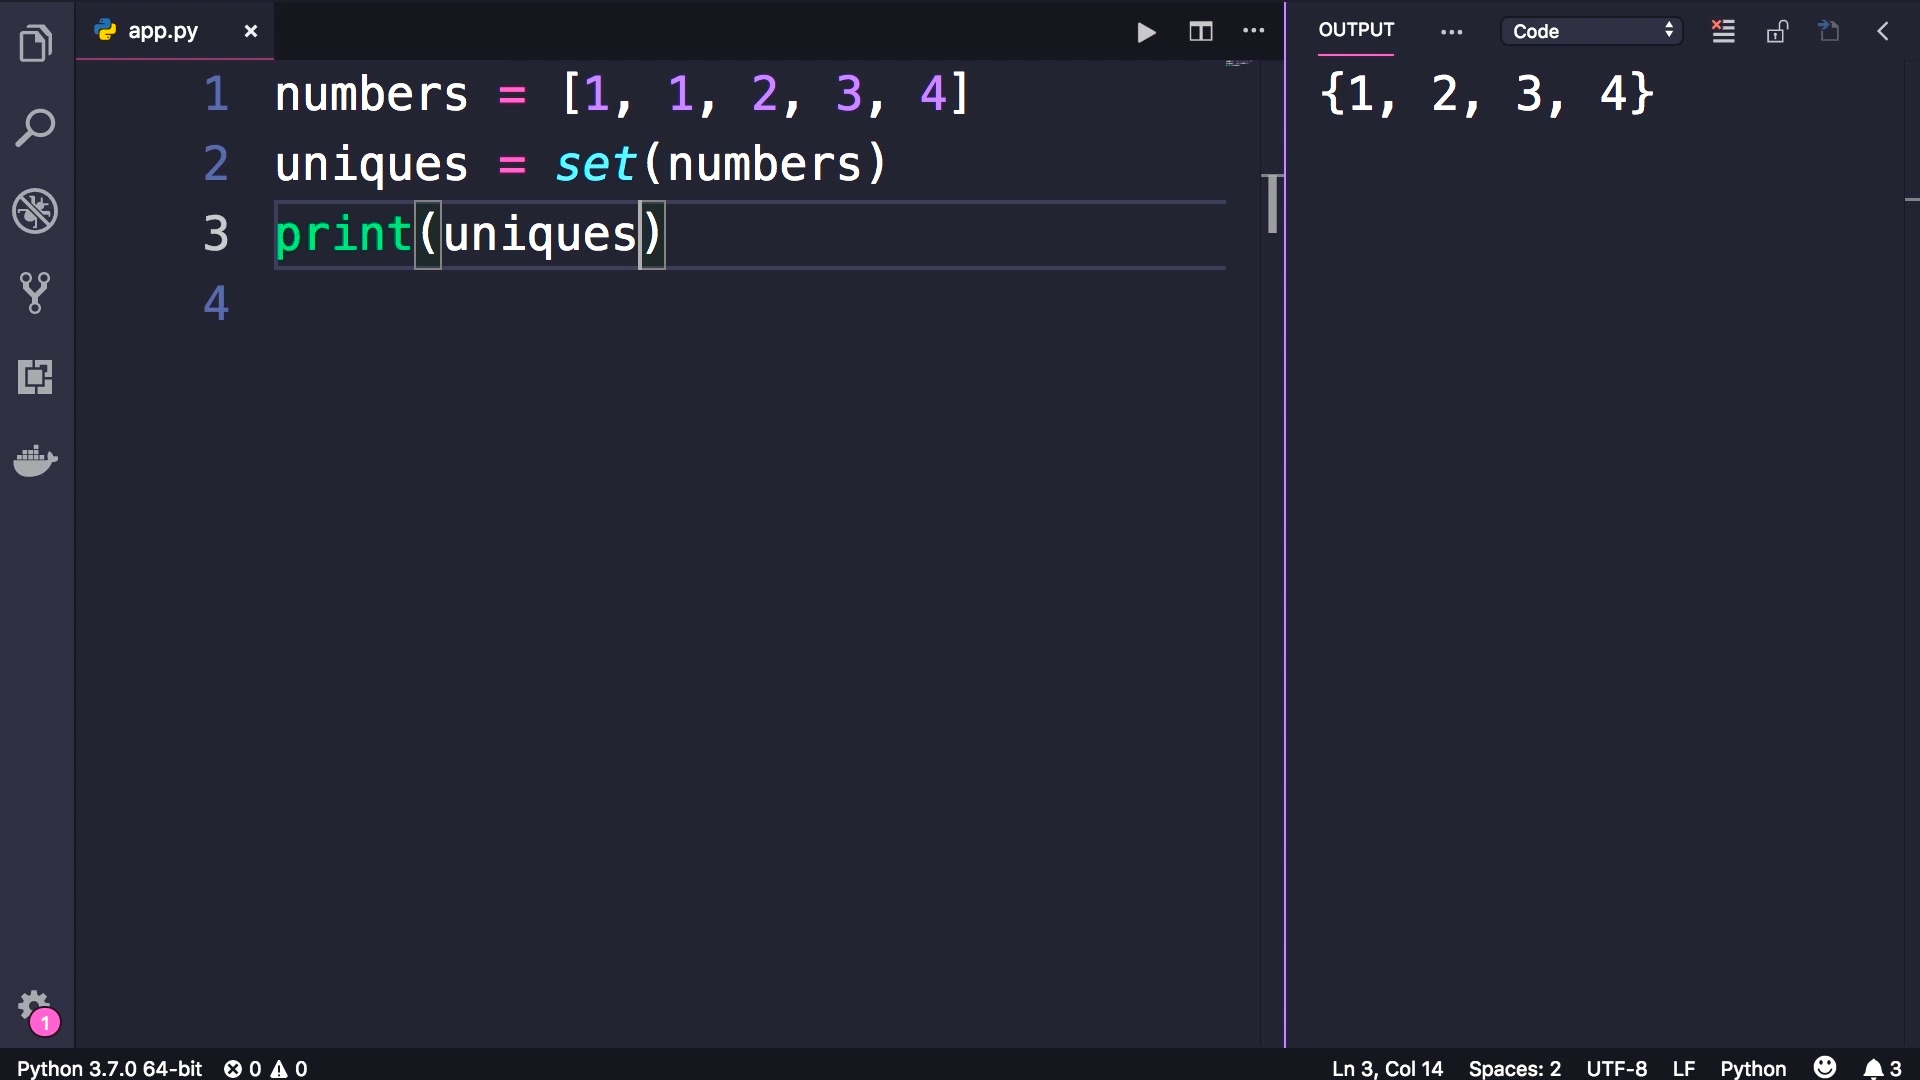 app.py
OUTPUT
Code
1 numbers = [1, 1, 2, 3, 4]
2 uniques = set(numbers)
3 print(uniques)
4
{1, 2, 3, 4}
1
Python 3.7.0 64-bit 0 0
Ln 3, Col 14 Spaces: 2 UTF-8 LF Python 3